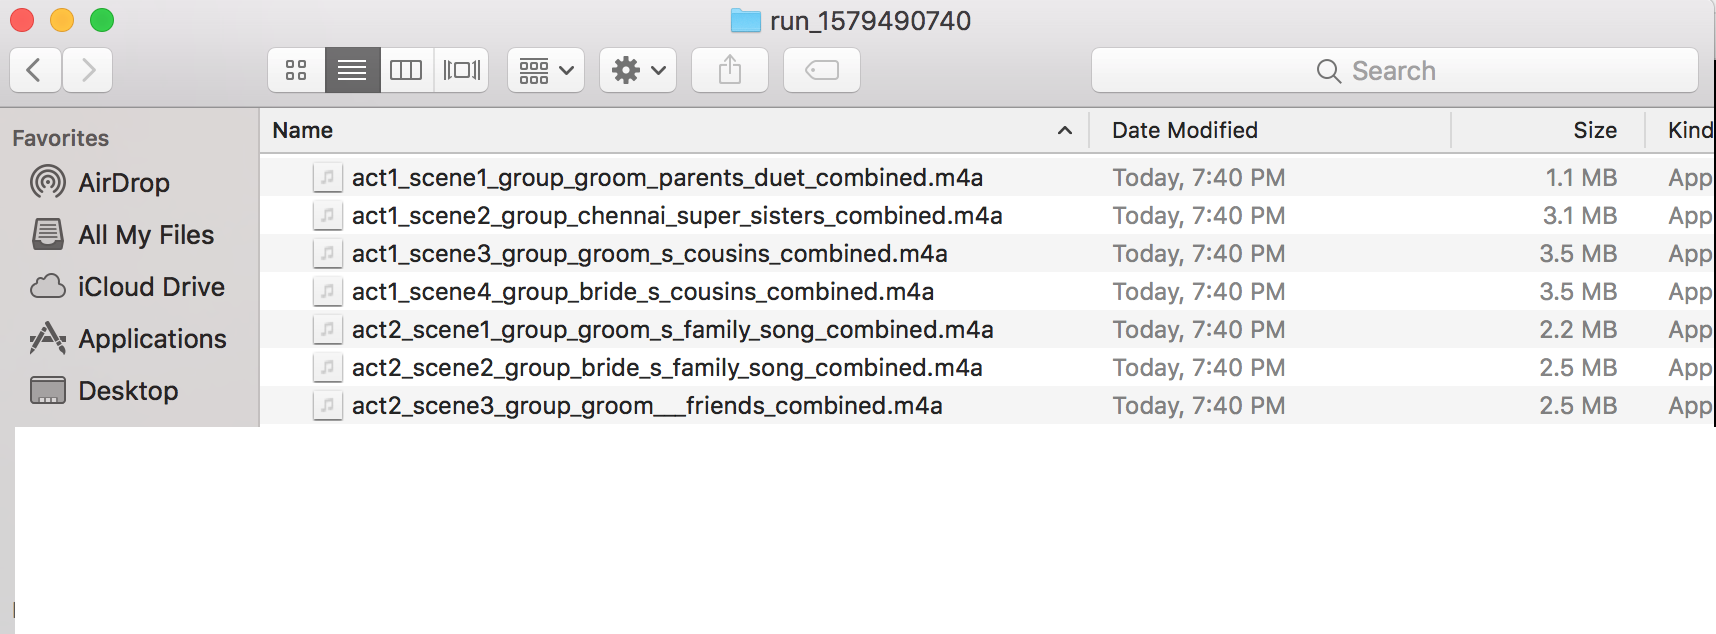 run_1579490740
Search
Favorites
AirDrop
All My Files
iCloud Drive
Applications
Desktop
Name Date Modified Size Kind
act1_scene1_group_groom_parents_duet_combined.m4a Today, 7:40 PM 1.1 MB App
act1_scene2_group_chennai_super_sisters_combined.m4a Today, 7:40 PM 3.1 MB App
act1_scene3_group_groom_s_cousins_combined.m4a Today, 7:40 PM 3.5 MB App
act1_scene4_group_bride_s_cousins_combined.m4a Today, 7:40 PM 3.5 MB App
act2_scene1_group_groom_s_family_song_combined.m4a Today, 7:40 PM 2.2 MB App
act2_scene2_group_bride_s_family_song_combined.m4a Today, 7:40 PM 2.5 MB App
act2_scene3_group_groom___friends_combined.m4a Today, 7:40 PM 2.5 MB App